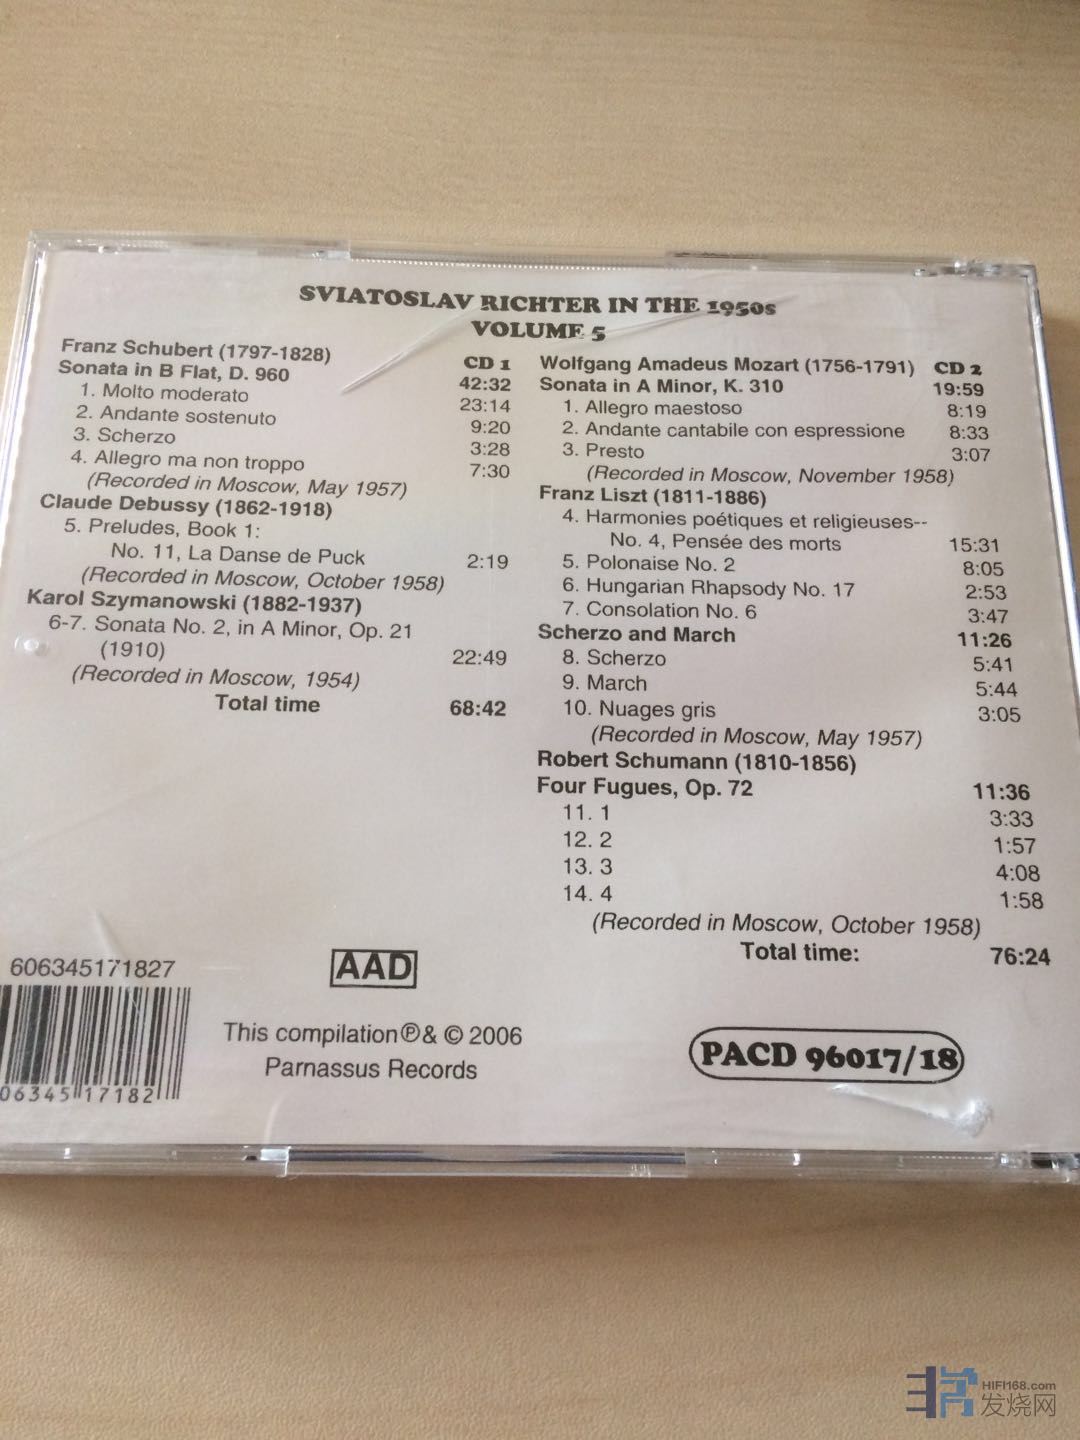 SVIATOSLAV RICHTER IN THE 1950s
VOLUME 5
Franz Schubert (1797-1828) CD 1
Sonata in B Flat, D. 960 42:32
1. Molto moderato 23:14
2. Andante sostenuto 9:20
3. Scherzo 3:28
4. Allegro ma non troppo 7:30
(Recorded in Moscow, May 1957)
Claude Debussy (1862-1918)
5. Preludes, Book 1:
No. 11, La Danse de Puck 2:19
(Recorded in Moscow, October 1958)
Karol Szymanowski (1882-1937)
6-7. Sonata No. 2, in A Minor, Op. 21
(1910) 22:49
(Recorded in Moscow, 1954)
Total time 68:42
Wolfgang Amadeus Mozart (1756-1791) CD 2
Sonata in A Minor, K. 310 19:59
1. Allegro maestoso 8:19
2. Andante cantabile con espressione 8:33
3. Presto 3:07
(Recorded in Moscow, November 1958)
Franz Liszt (1811-1886)
4. Harmonies poétiques et religieuses--
No. 4, Pensée des morts 15:31
5. Polonaise No. 2 8:05
6. Hungarian Rhapsody No. 17 2:53
7. Consolation No. 6 3:47
Scherzo and March 11:26
8. Scherzo 5:41
9. March 5:44
10. Nuages gris 3:05
(Recorded in Moscow, May 1957)
Robert Schumann (1810-1856)
Four Fugues, Op. 72 11:36
11. 1 3:33
12. 2 1:57
13. 3 4:08
14. 4 1:58
(Recorded in Moscow, October 1958)
Total time: 76:24
606345171827
06345 17182
AAD
This compilation ℗ & © 2006
Parnassus Records
PACD 96017/18
HIFI168.com
发烧网